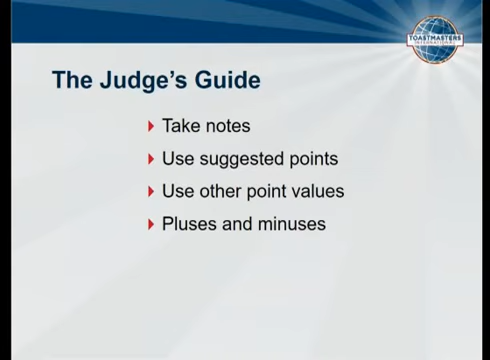 TOASTMASTERS
INTERNATIONAL
The Judge's Guide
Take notes
Use suggested points
Use other point values
Pluses and minuses